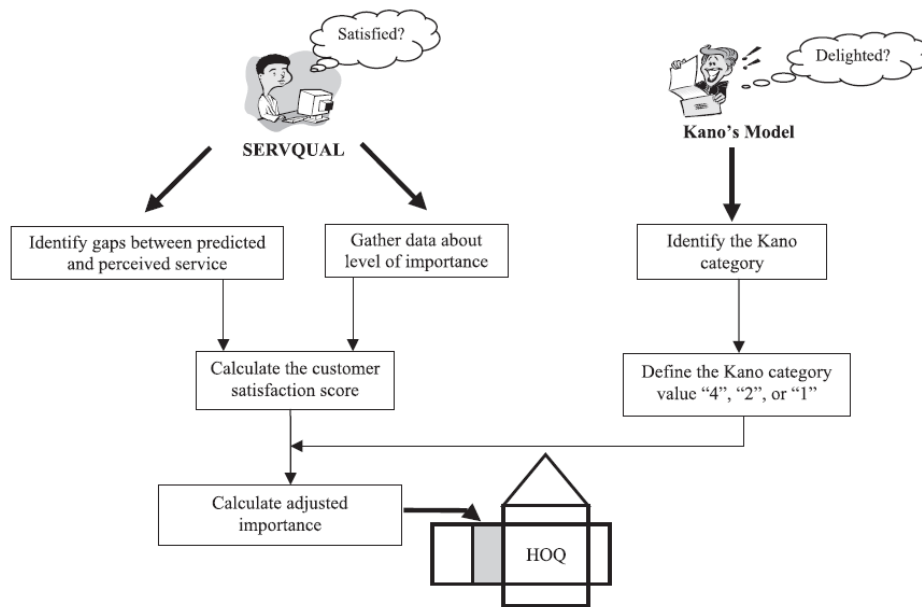 Satisfied?
Delighted?
SERVQUAL
Kano's Model
Identify gaps between predicted
and perceived service
Gather data about
level of importance
Identify the Kano
category
Calculate the customer
satisfaction score
Define the Kano category
value “4”, “2”, or “1”
Calculate adjusted
importance
HOQ